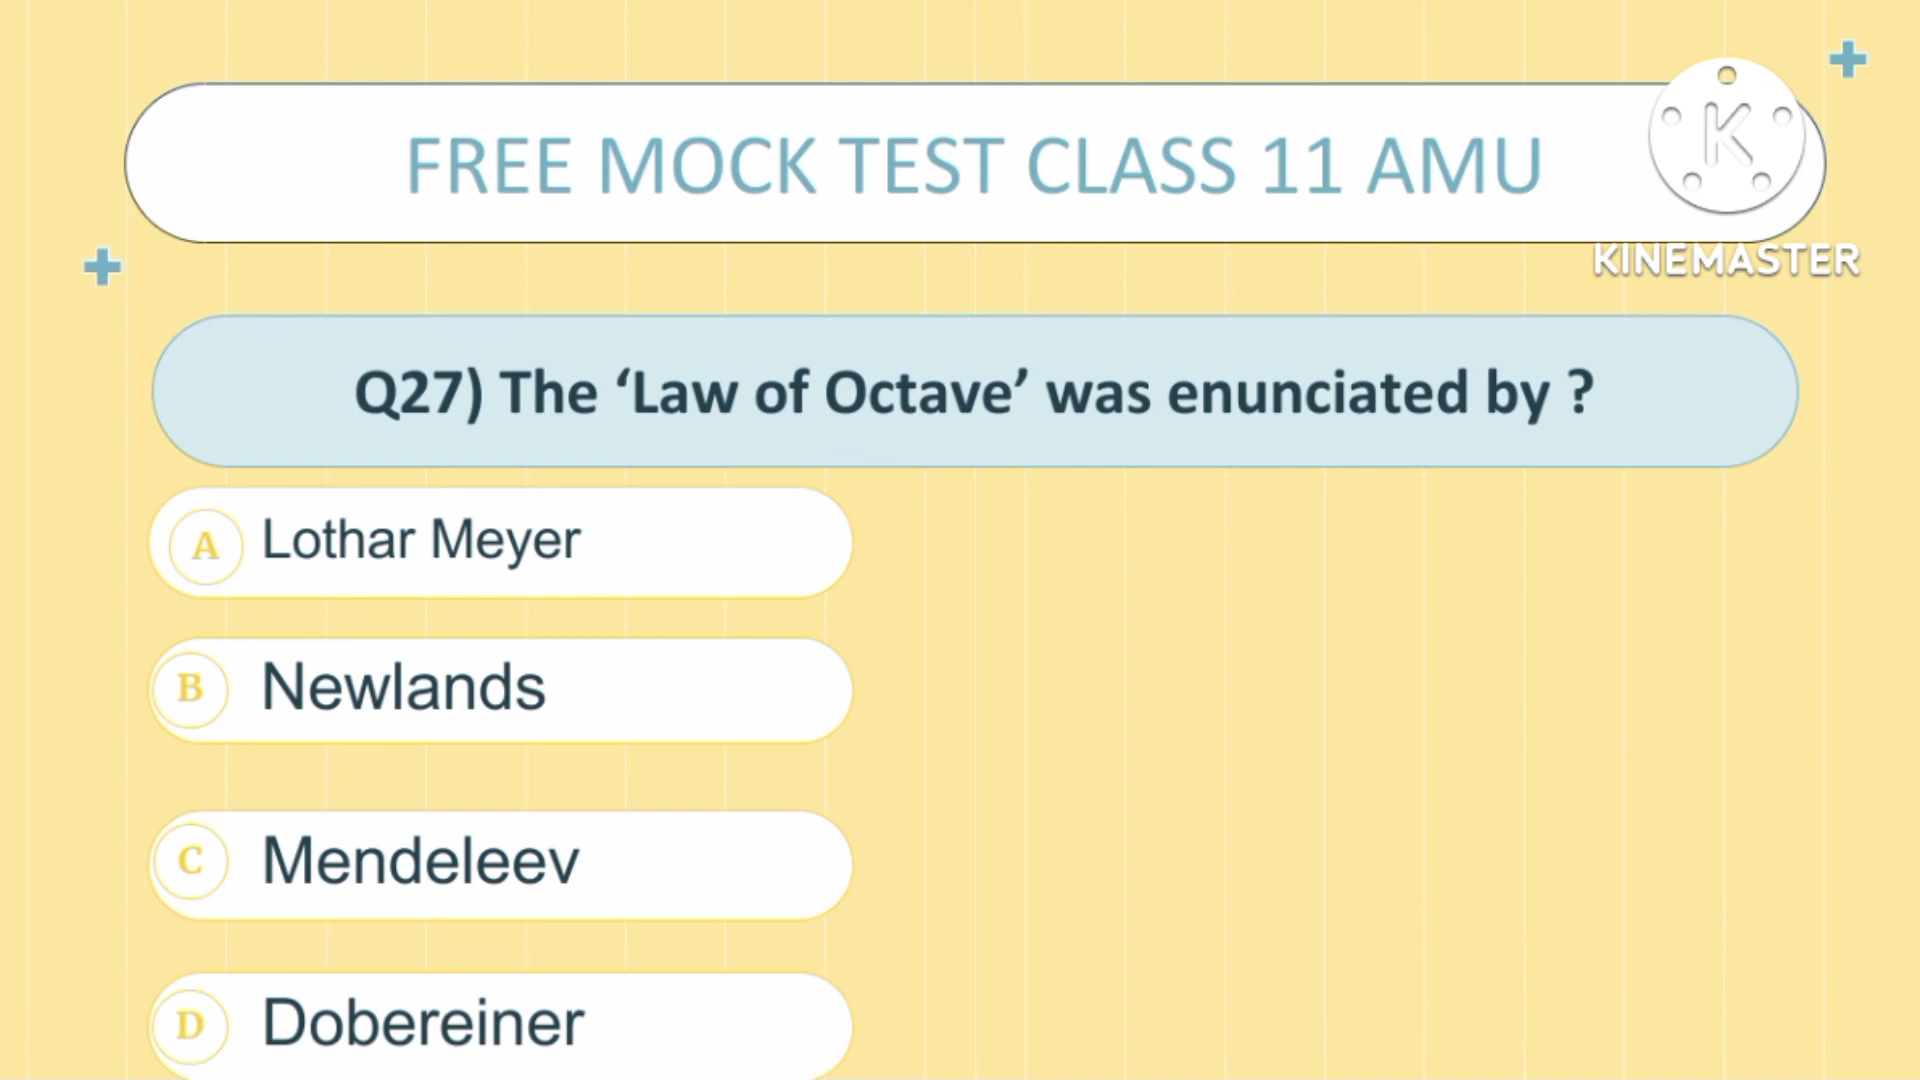 FREE MOCK TEST CLASS 11 AMU
K
KINEMASTER
Q27) The ‘Law of Octave’ was enunciated by ?
A Lothar Meyer
B Newlands
C Mendeleev
D Dobereiner